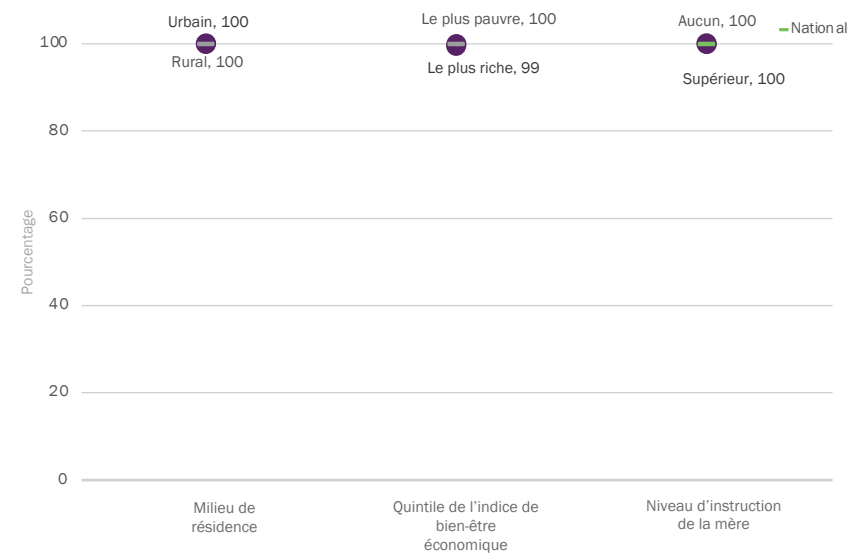 Urbain, 100
Le plus pauvre, 100
Aucun, 100
National
100
Rural, 100
Le plus riche, 99
Supérieur, 100
80
60
Pourcentage
40
20
0
Milieu de
résidence
Quintile de l’indice de
bien-être
économique
Niveau d’instruction
de la mère